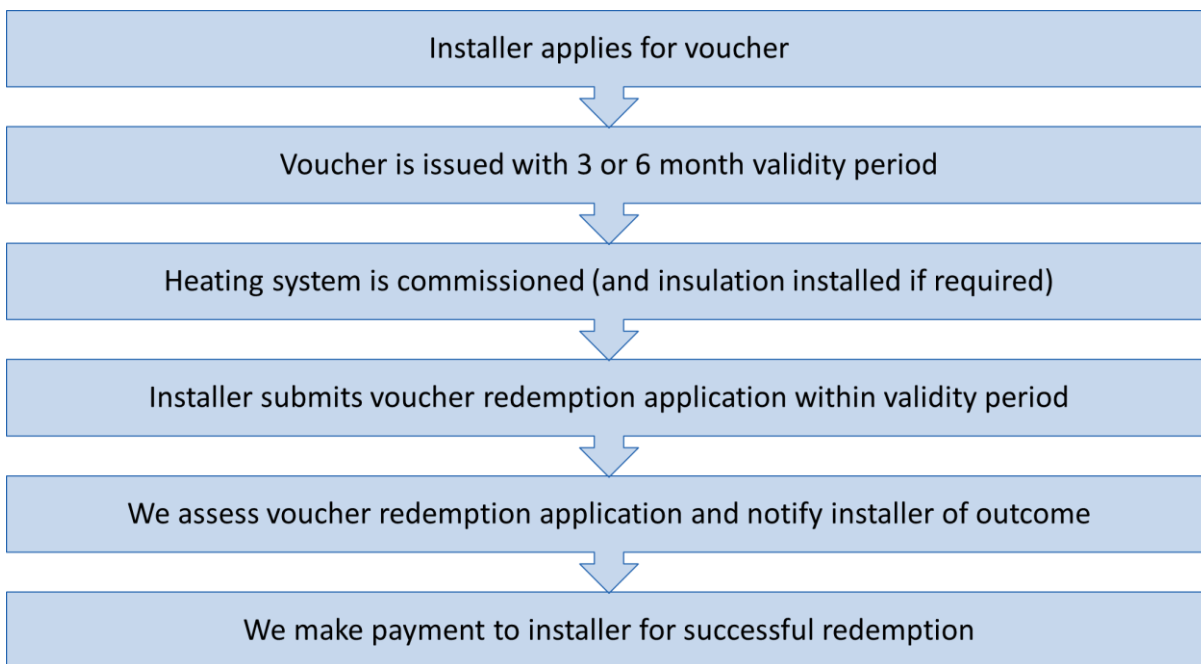 Installer applies for voucher
Voucher is issued with 3 or 6 month validity period
Heating system is commissioned (and insulation installed if required)
Installer submits voucher redemption application within validity period
We assess voucher redemption application and notify installer of outcome
We make payment to installer for successful redemption